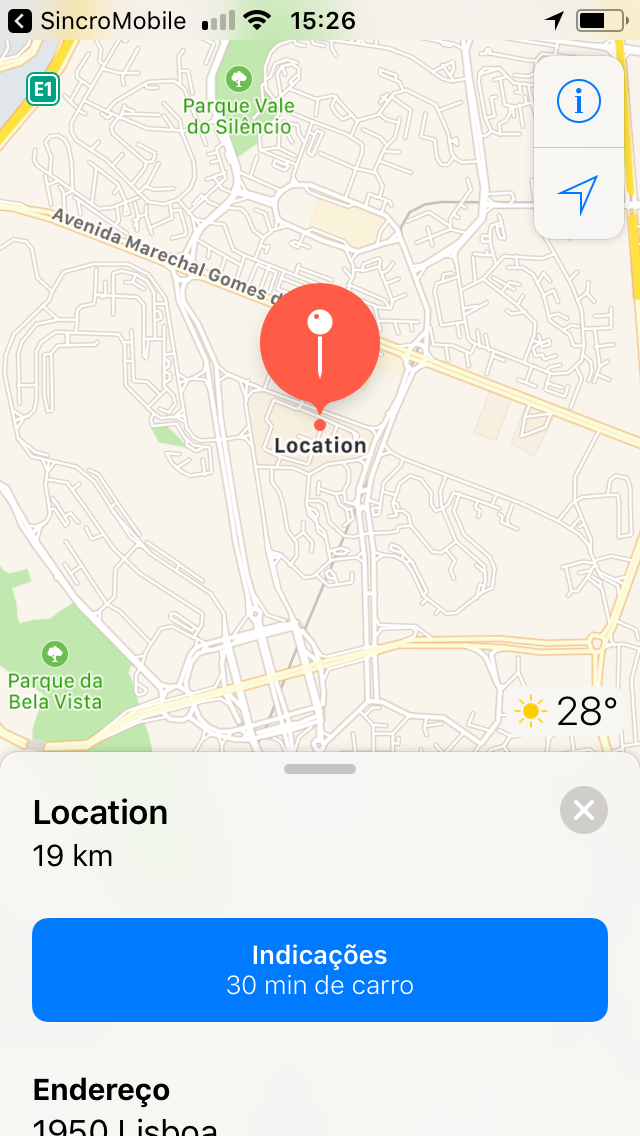 SincroMobile
15:26
E1
Parque Vale
do Silêncio
Avenida Marechal Gomes d
Location
Parque da
Bela Vista
28°
Location
19 km
Indicações
30 min de carro
Endereço
1950 Lisboa